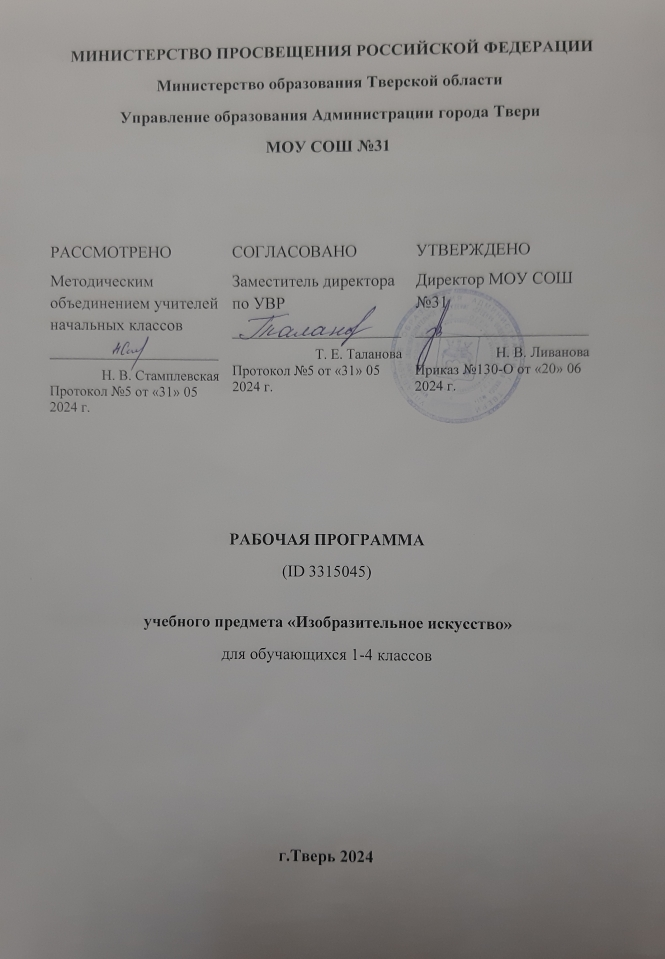 МИНИСТЕРСТВО ПРОСВЕЩЕНИЯ РОССИЙСКОЙ ФЕДЕРАЦИИ
Министерство образования Тверской области
Управление образования Администрации города Твери
МОУ СОШ №31
РАССМОТРЕНО
Методическим
объединением учителей
начальных классов
Н. В. Стамплевская
Протокол №5 от «31» 05
2024 г.
СОГЛАСОВАНО
Заместитель директора
по УВР
Т. Е. Таланова
Протокол №5 от «31» 05
2024 г.
УТВЕРЖДЕНО
Директор МОУ СОШ
№31
Н. В. Ливанова
Приказ №130-О от «20» 06
2024 г.
РАБОЧАЯ ПРОГРАММА
(ID 3315045)
учебного предмета «Изобразительное искусство»
для обучающихся 1-4 классов
г.Тверь 2024